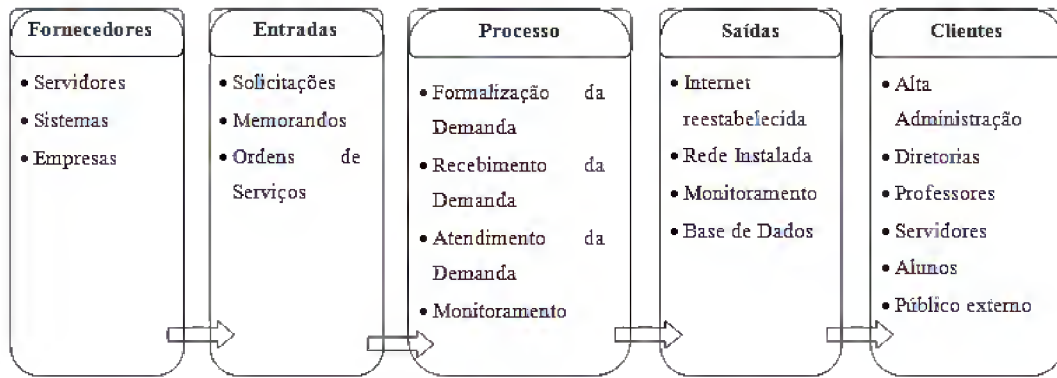 Fornecedores
• Servidores
• Sistemas
• Empresas
Entradas
• Solicitações
• Memorandos
• Ordens de
Serviços
Processo
• Formalização da
Demanda
• Recebimento da
Demanda
• Atendimento da
Demanda
• Monitoramento
Saídas
• Internet
reestabelecida
• Rede Instalada
• Monitoramento
• Base de Dados
Clientes
• Alta
Administração
• Diretorias
• Professores
• Servidores
• Alunos
• Público externo